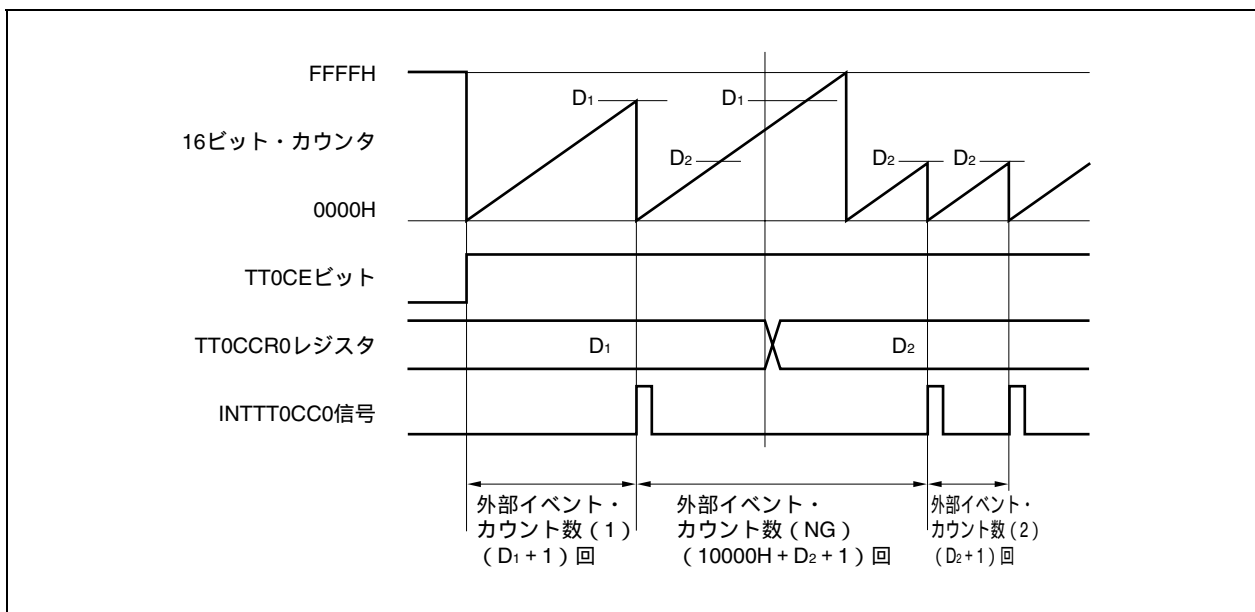 FFFFH
D1
D1
16ビット・カウンタ
D2
D2
D2
0000H
TT0CEビット
TT0CCR0レジスタ
D1
D2
INTTT0CC0信号
外部イベント・
カウント数（1）
（D1＋1）回
外部イベント・
カウント数（NG）
（10000H＋D2＋1）回
外部イベント・
カウント数（2）
（D2＋1）回